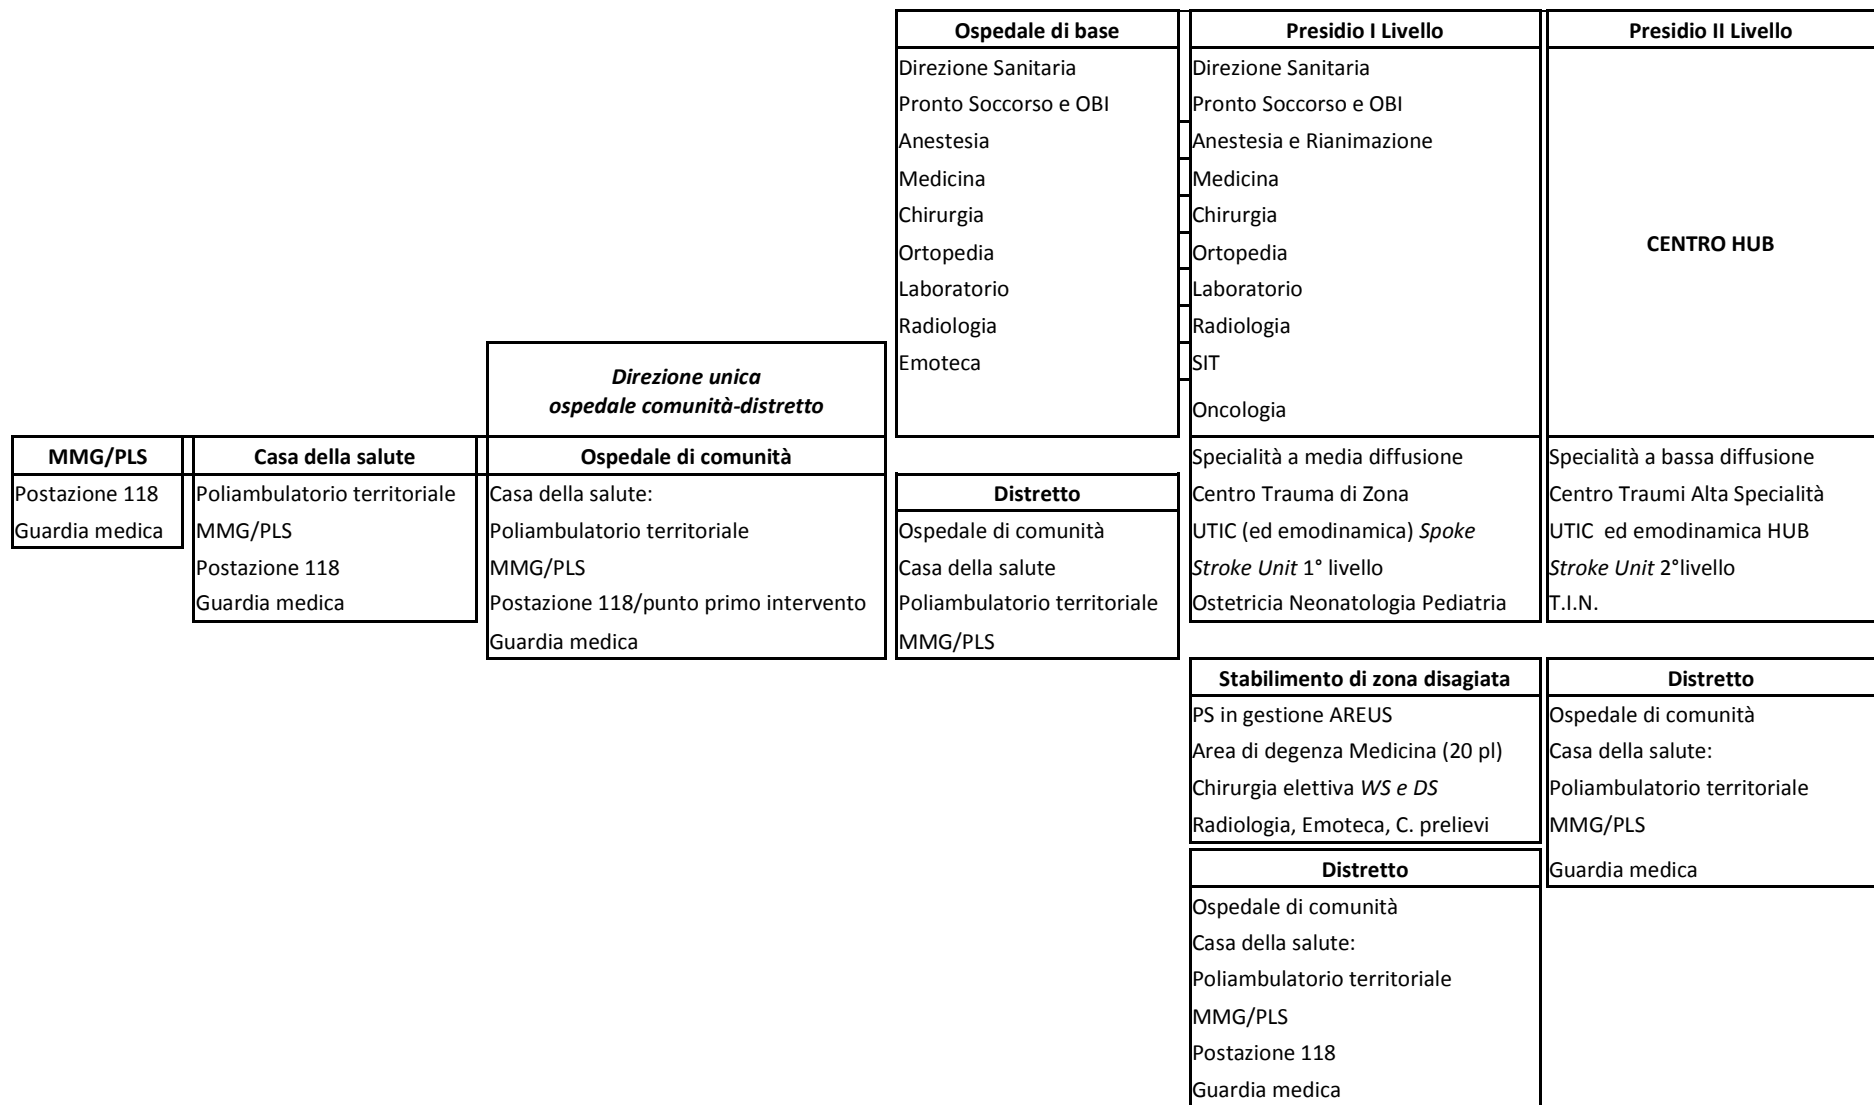 Ospedale di base
Direzione Sanitaria
Pronto Soccorso e OBI
Anestesia
Medicina
Chirurgia
Ortopedia
Laboratorio
Radiologia
Emoteca
Presidio I Livello
Direzione Sanitaria
Pronto Soccorso e OBI
Anestesia e Rianimazione
Medicina
Chirurgia
Ortopedia
Laboratorio
Radiologia
SIT
Oncologia
Specialità a media diffusione
Centro Trauma di Zona
UTIC (ed emodinamica) Spoke
Stroke Unit 1° livello
Ostetricia Neonatologia Pediatria
Presidio II Livello
CENTRO HUB
Specialità a bassa diffusione
Centro Traumi Alta Specialità
UTIC ed emodinamica HUB
Stroke Unit 2°livello
T.I.N.
Direzione unica
ospedale comunità-distretto
MMG/PLS
Postazione 118
Guardia medica
Casa della salute
Poliambulatorio territoriale
MMG/PLS
Postazione 118
Guardia medica
Ospedale di comunità
Casa della salute:
Poliambulatorio territoriale
MMG/PLS
Postazione 118/punto primo intervento
Guardia medica
Distretto
Ospedale di comunità
Casa della salute
Poliambulatorio territoriale
MMG/PLS
Stabilimento di zona disagiata
PS in gestione AREUS
Area di degenza Medicina (20 pl)
Chirurgia elettiva WS e DS
Radiologia, Emoteca, C. prelievi
Distretto
Ospedale di comunità
Casa della salute:
Poliambulatorio territoriale
MMG/PLS
Guardia medica
Distretto
Ospedale di comunità
Casa della salute:
Poliambulatorio territoriale
MMG/PLS
Postazione 118
Guardia medica